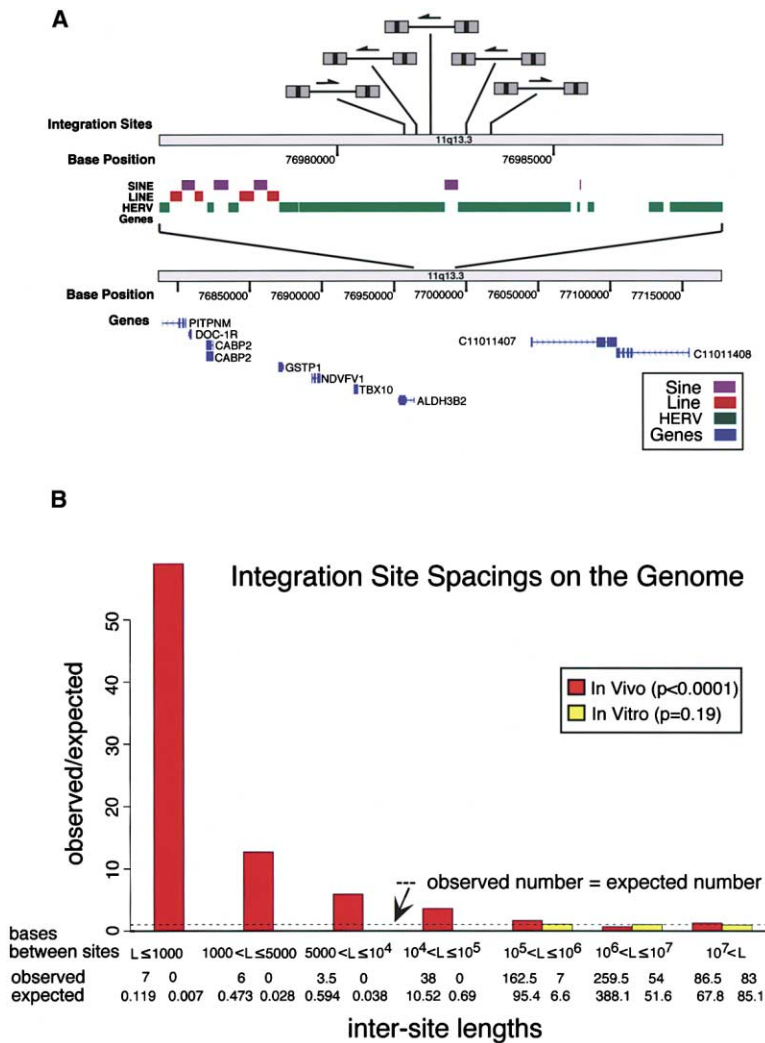 A
Integration Sites
11q13.3
Base Position
76980000 76985000
SINE
LINE
HERV
Genes
11q13.3
Base Position
76850000 76900000 76950000 77000000 76050000 77100000 77150000
Genes
PITPNM
DOC-1R
CABP2
CABP2
GSTP1
NDVFV1
TBX10
ALDH3B2
C11011407
C11011408
Sine
Line
HERV
Genes
B
Integration Site Spacings on the Genome
observed/expected
50
40
30
20
10
0
In Vivo (p<0.0001)
In Vitro (p=0.19)
--- observed number = expected number
bases
between sites L≤1000 1000<L≤5000 5000<L≤10⁴ 10⁴<L≤10⁵ 10⁵<L≤10⁶ 10⁶<L≤10⁷ 10⁷<L
observed 7 0 6 0 3.5 0 38 0 162.5 7 259.5 54 86.5 83
expected 0.119 0.007 0.473 0.028 0.594 0.038 10.52 0.69 95.4 6.6 388.1 51.6 67.8 85.1
inter-site lengths